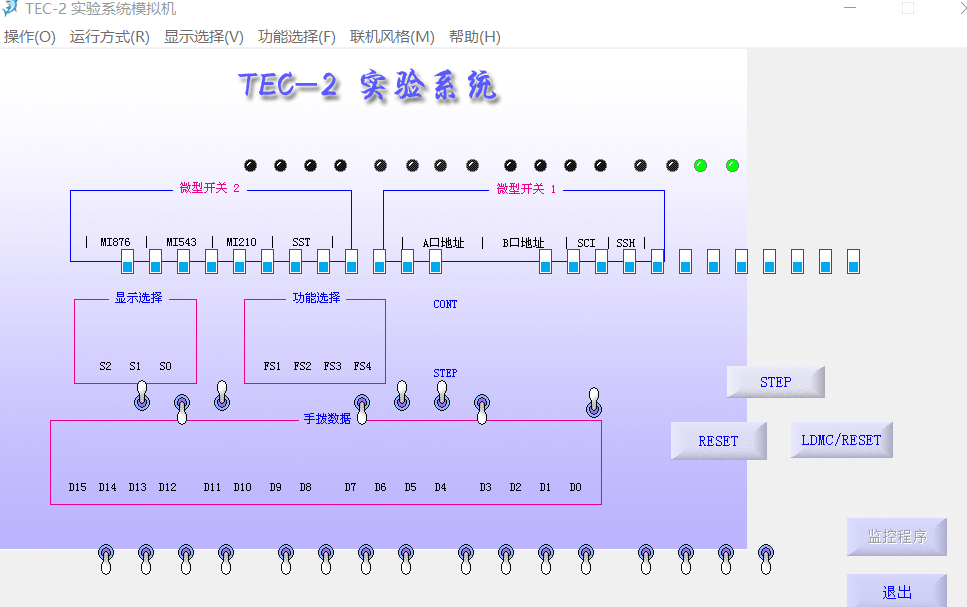 TEC-2 实验系统模拟机
操作(O) 运行方式(R) 显示选择(V) 功能选择(F) 联机风格(M) 帮助(H)
TEC-2 实验系统
微型开关 2 微型开关 1
| MI876 | MI543 | MI210 | SST | | A口地址 | B口地址 | SCI | SSH |
显示选择 功能选择 CONT
S2 S1 S0 FS1 FS2 FS3 FS4 STEP
STEP
手拨数据
RESET LDMC/RESET
D15 D14 D13 D12 D11 D10 D9 D8 D7 D6 D5 D4 D3 D2 D1 D0
监控程序
退出